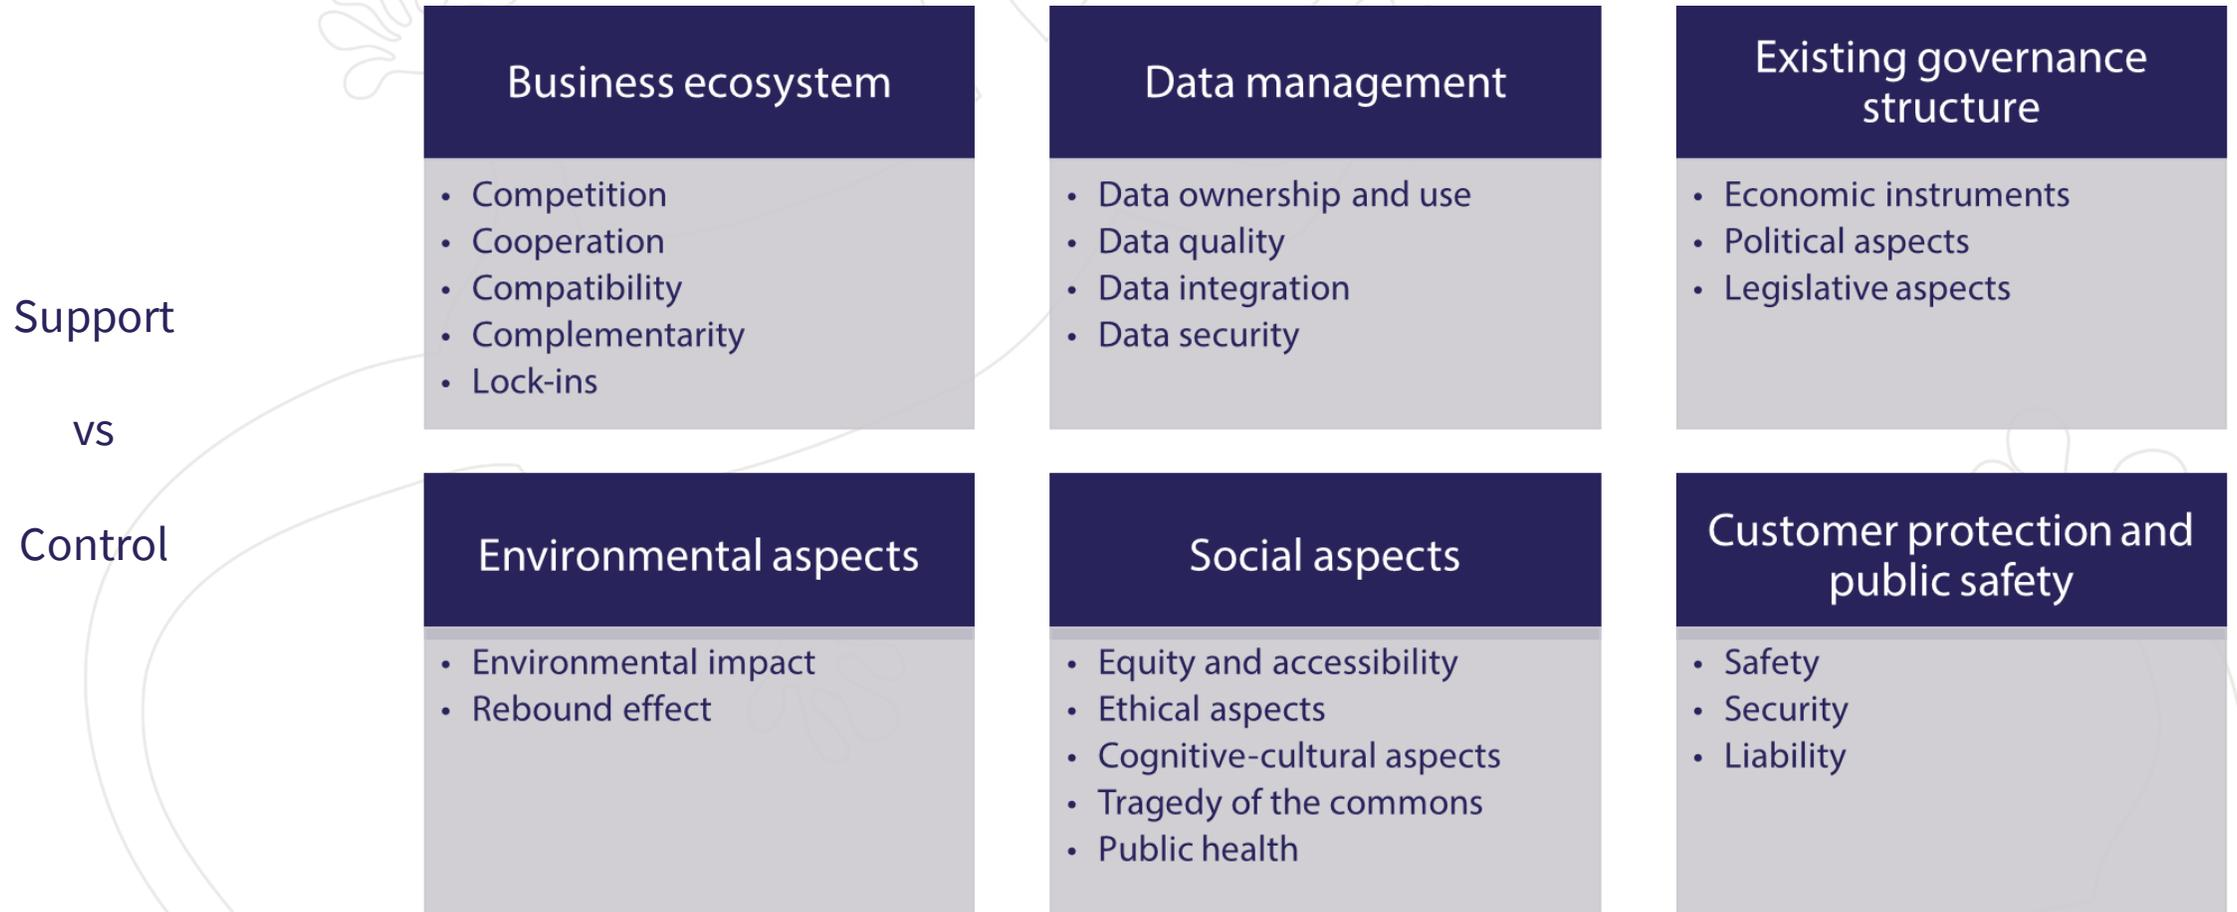 Support
vs
Control
Business ecosystem
• Competition
• Cooperation
• Compatibility
• Complementarity
• Lock-ins
Data management
• Data ownership and use
• Data quality
• Data integration
• Data security
Existing governance
structure
• Economic instruments
• Political aspects
• Legislative aspects
Environmental aspects
• Environmental impact
• Rebound effect
Social aspects
• Equity and accessibility
• Ethical aspects
• Cognitive-cultural aspects
• Tragedy of the commons
• Public health
Customer protection and
public safety
• Safety
• Security
• Liability